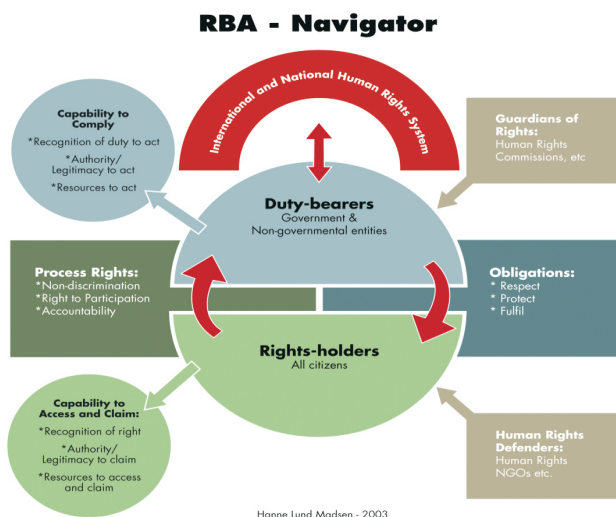 RBA - Navigator
International and National Human Rights System
Capability to
Comply
*Recognition of duty to act
*Authority/
Legitimacy to act
*Resources to act
Guardians of
Rights:
Human Rights
Commissions, etc
Duty-bearers
Government &
Non-governmental entities
Process Rights:
*Non-discrimination
*Right to Participation
*Accountability
Obligations:
* Respect
* Protect
* Fulfil
Rights-holders
All citizens
Capability to
Access and Claim:
*Recognition of right
*Authority/
Legitimacy to claim
*Resources to access
and claim
Human Rights
Defenders:
Human Rights
NGOs etc.
Hanne Lund Madsen - 2003